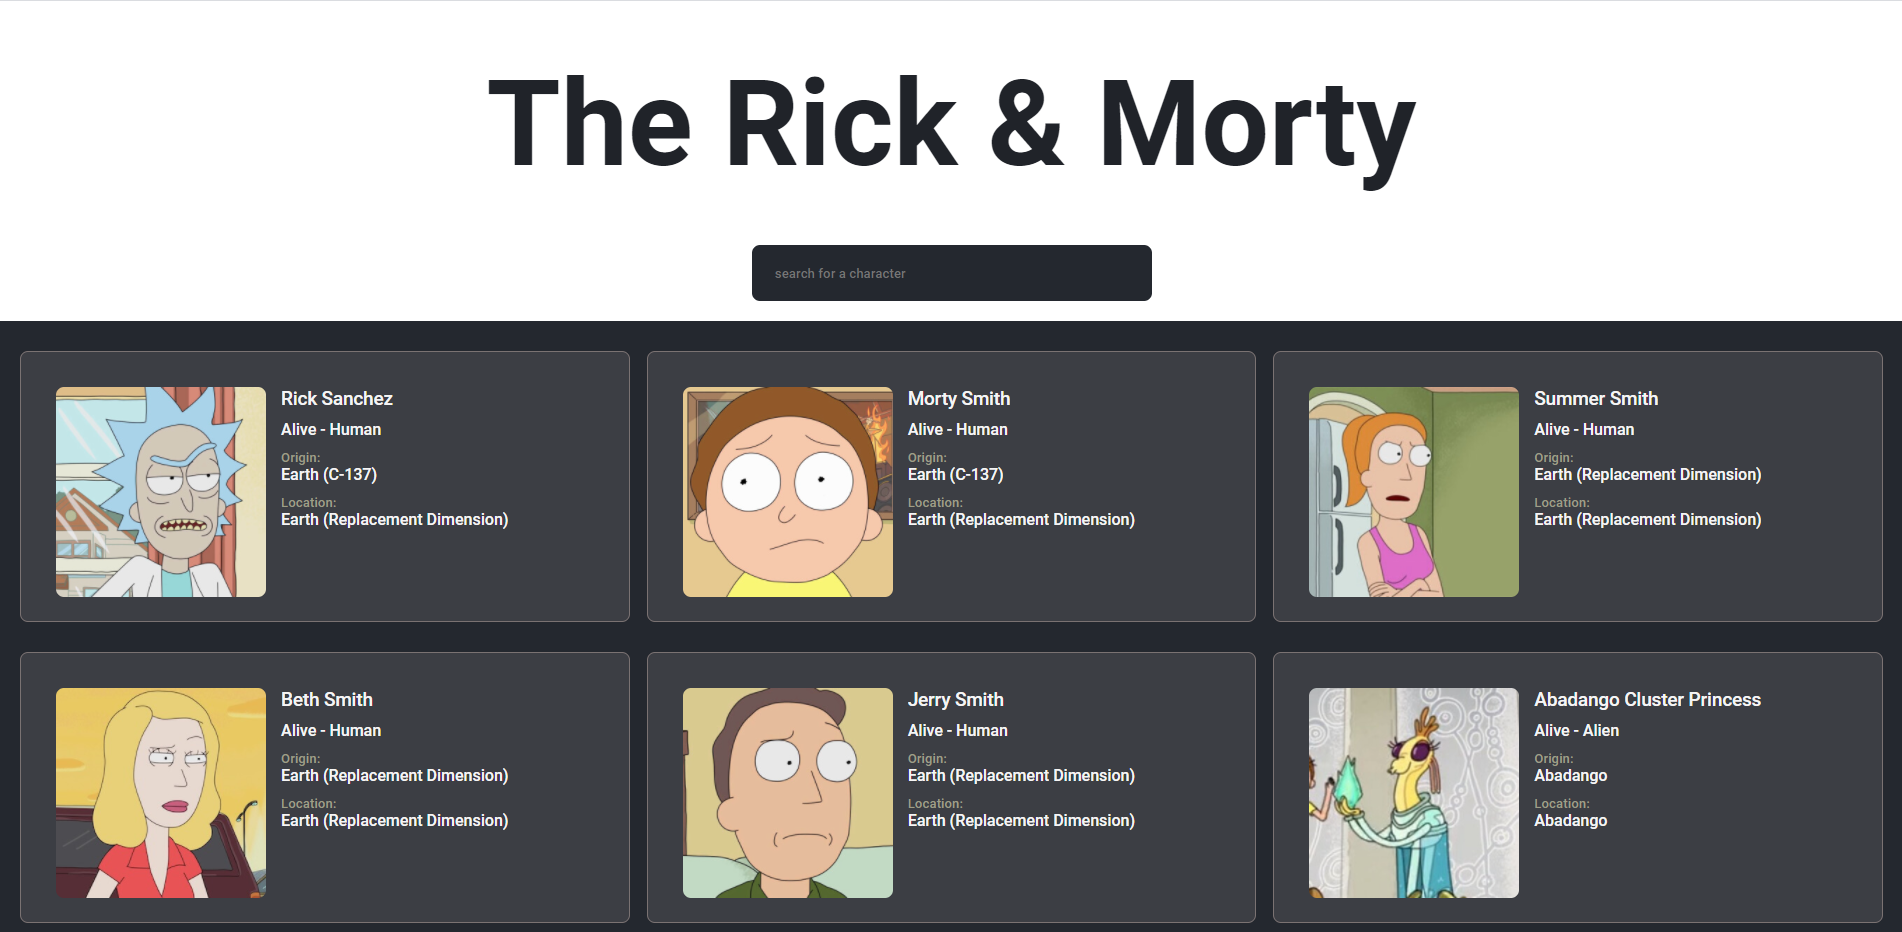 The Rick & Morty
search for a character
Rick Sanchez
Alive - Human
Origin:
Earth (C-137)
Location:
Earth (Replacement Dimension)
Morty Smith
Alive - Human
Origin:
Earth (C-137)
Location:
Earth (Replacement Dimension)
Summer Smith
Alive - Human
Origin:
Earth (Replacement Dimension)
Location:
Earth (Replacement Dimension)
Beth Smith
Alive - Human
Origin:
Earth (Replacement Dimension)
Location:
Earth (Replacement Dimension)
Jerry Smith
Alive - Human
Origin:
Earth (Replacement Dimension)
Location:
Earth (Replacement Dimension)
Abadango Cluster Princess
Alive - Alien
Origin:
Abadango
Location:
Abadango